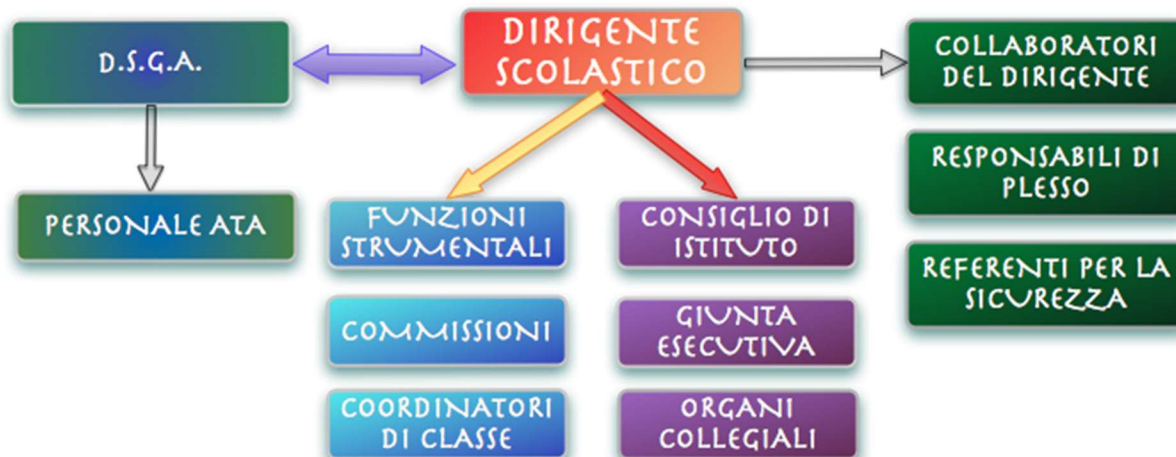 D.S.G.A.
DIRIGENTE
SCOLASTICO
COLLABORATORI
DEL DIRIGENTE
PERSONALE ATA
FUNZIONI
STRUMENTALI
CONSIGLIO DI
ISTITUTO
RESPONSABILI DI
PLESSO
COMMISSIONI
GIUNTA
ESECUTIVA
REFERENTI PER LA
SICUREZZA
COORDINATORI
DI CLASSE
ORGANI
COLLEGIALI